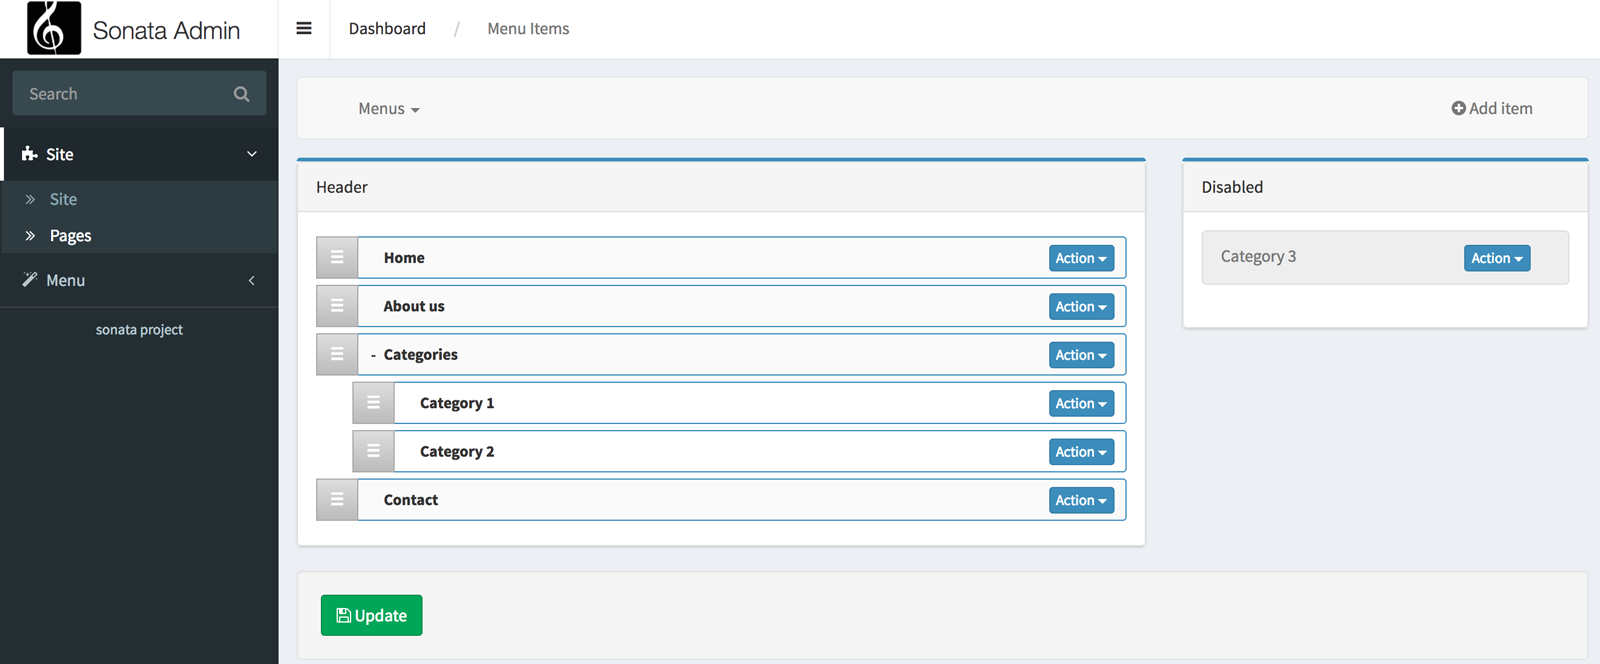 Sonata Admin
Dashboard / Menu Items
Search
Site
Site
Pages
Menu
sonata project
Menus
Add item
Header
Home Action
About us Action
- Categories Action
Category 1 Action
Category 2 Action
Contact Action
Disabled
Category 3 Action
Update